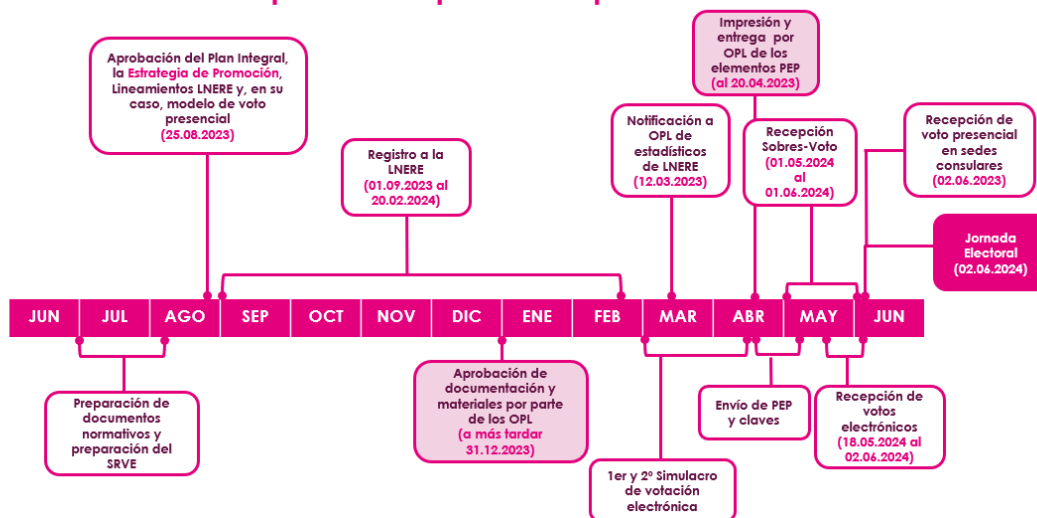 Aprobación del Plan Integral,
la Estrategia de Promoción,
Lineamientos LNERE y, en su
caso, modelo de voto
presencial
(25.08.2023)
Registro a la
LNERE
(01.09.2023 al
20.02.2024)
Notificación a
OPL de
estadísticos
de LNERE
(12.03.2023)
Impresión y
entrega por
OPL de los
elementos PEP
(al 20.04.2023)
Recepción
Sobres-Voto
(01.05.2024
al
01.06.2024)
Recepción de
voto presencial
en sedes
consulares
(02.06.2023)
Jornada
Electoral
(02.06.2024)
JUN JUL AGO SEP OCT NOV DIC ENE FEB MAR ABR MAY JUN
Preparación de
documentos
normativos y
preparación del
SRVE
Aprobación de
documentación y
materiales por parte
de los OPL
(a más tardar
31.12.2023)
1er y 2º Simulacro
de votación
electrónica
Envío de PEP
y claves
Recepción de
votos
electrónicos
(18.05.2024 al
02.06.2024)